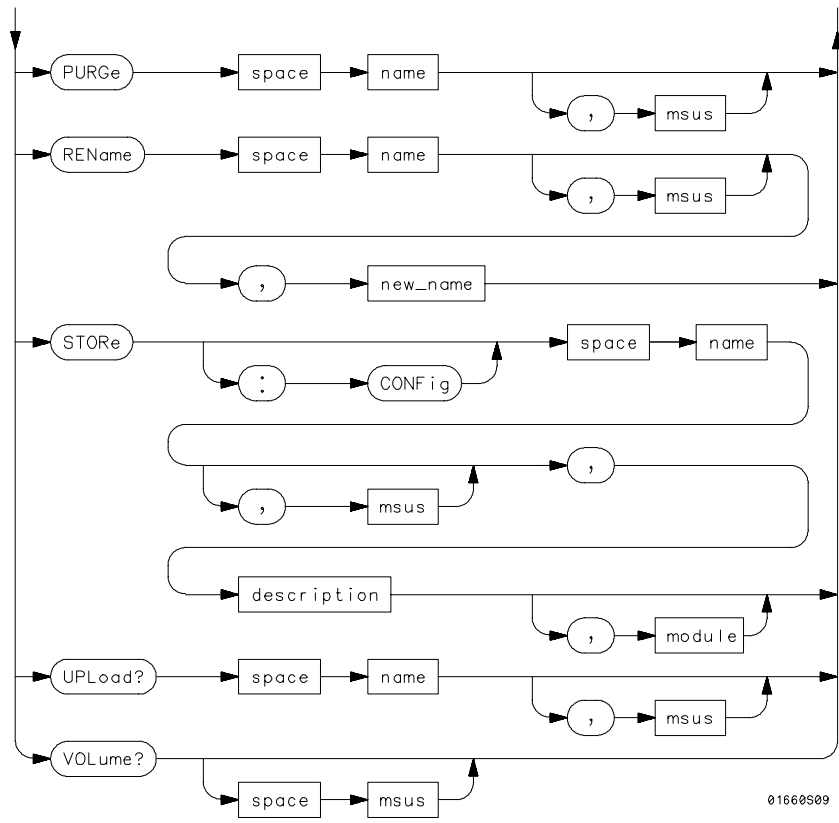 PURGe space name
, msus
REName space name
, msus
, new_name
STORe space name
: CONFig
, msus ,
description
, module
UPLoad? space name
, msus
VOLume?
space msus
01660S09